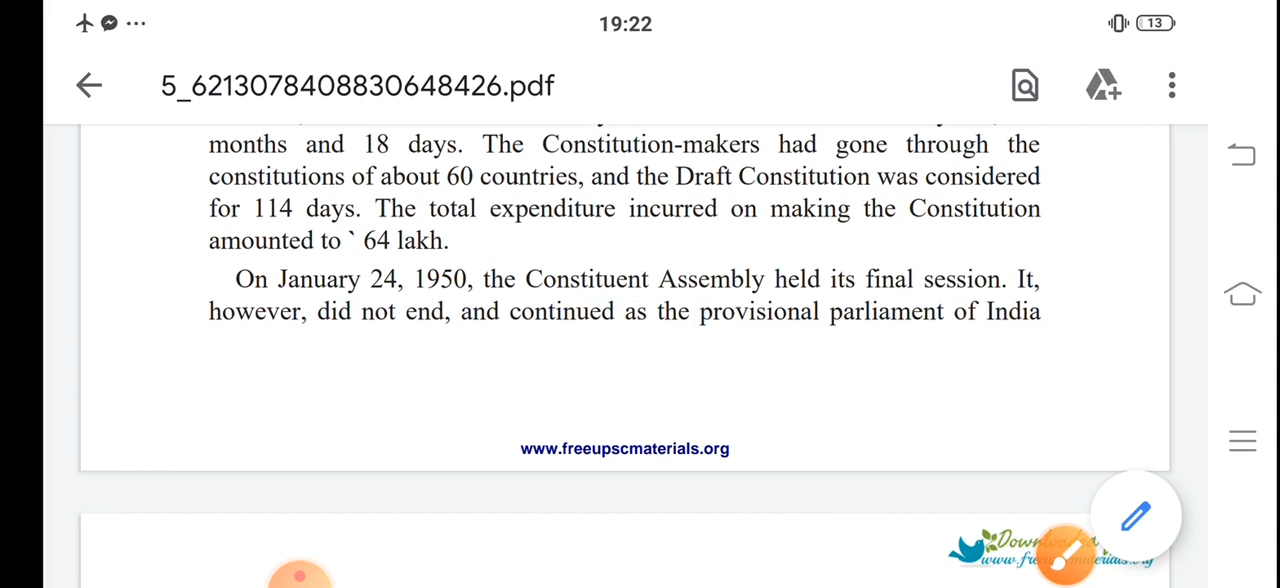 19:22
13
5_6213078408830648426.pdf
months and 18 days. The Constitution-makers had gone through the
constitutions of about 60 countries, and the Draft Constitution was considered
for 114 days. The total expenditure incurred on making the Constitution
amounted to ` 64 lakh.
On January 24, 1950, the Constituent Assembly held its final session. It,
however, did not end, and continued as the provisional parliament of India
www.freeupscmaterials.org